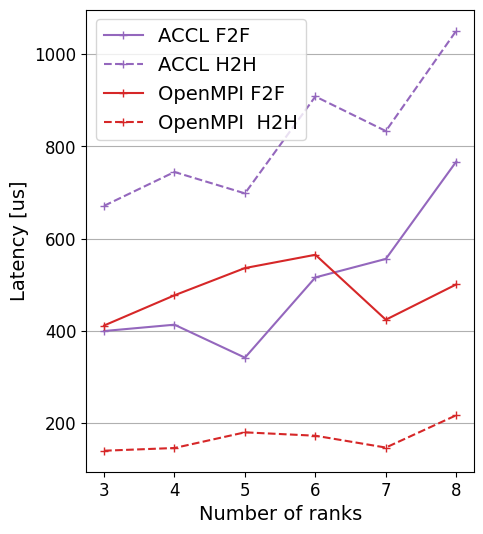 ACCL F2F
ACCL H2H
OpenMPI F2F
OpenMPI  H2H
1000
800
600
400
200
Latency [us]
3 4 5 6 7 8
Number of ranks